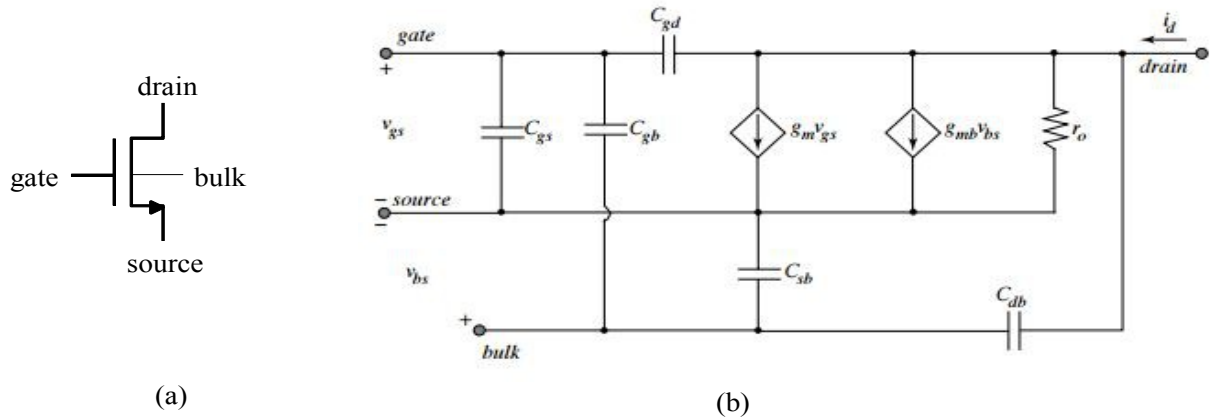 drain
gate
bulk
source
(a)
C_gd
i_d
gate
+
drain
v_gs
C_gs
C_gb
g_m v_gs
g_mb v_bs
r_o
− source
−
v_bs
C_sb
C_db
+
bulk
(b)